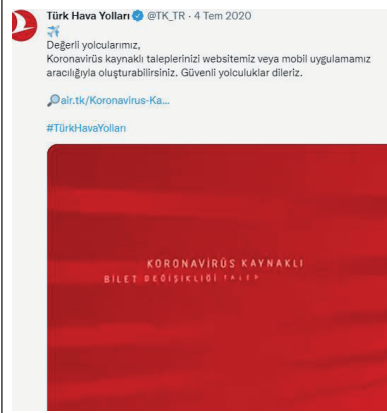 Türk Hava Yolları @TK_TR · 4 Tem 2020
Değerli yolcularımız,
Koronavirüs kaynaklı taleplerinizi websitemiz veya mobil uygulamamız
aracılığıyla oluşturabilirsiniz. Güvenli yolculuklar dileriz.
air.tk/Koronavirus-Ka...
#TürkHavaYolları
KORONAVİRÜS KAYNAKLI
BİLET DEĞİŞİKLİĞİ TALEP